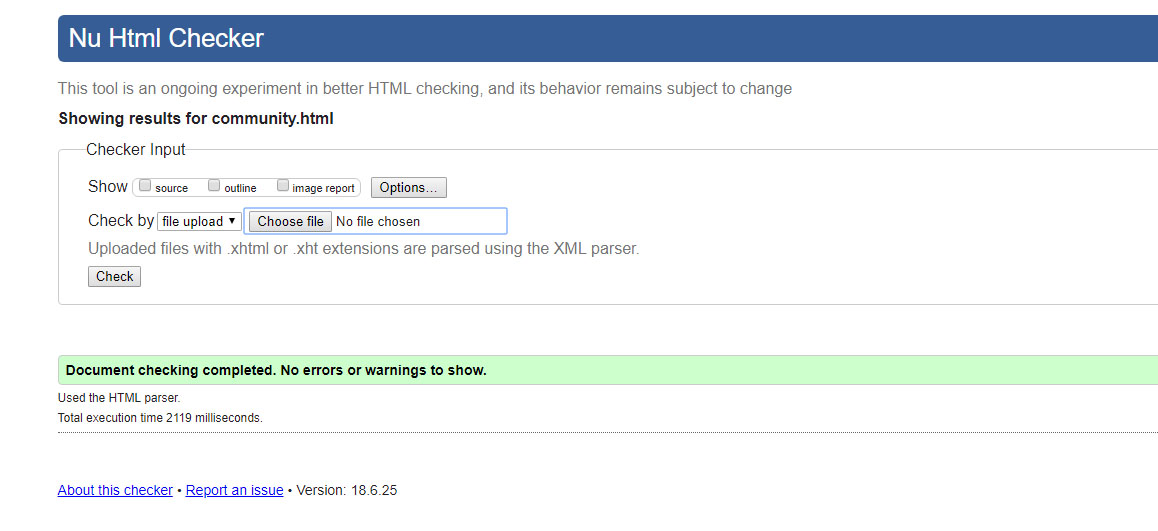 Nu Html Checker
This tool is an ongoing experiment in better HTML checking, and its behavior remains subject to change
Showing results for community.html
Checker Input
Show source outline image report Options...
Check by file upload Choose file No file chosen
Uploaded files with .xhtml or .xht extensions are parsed using the XML parser.
Check
Document checking completed. No errors or warnings to show.
Used the HTML parser.
Total execution time 2119 milliseconds.
About this checker • Report an issue • Version: 18.6.25